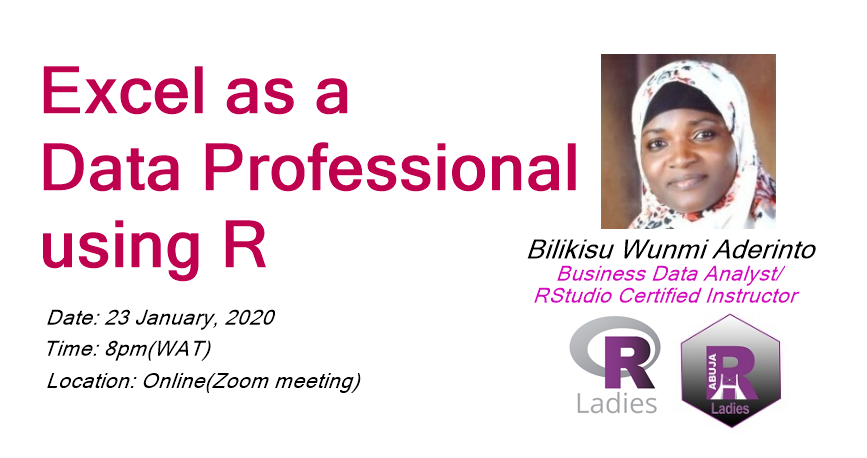 Excel as a
Data Professional
using R
Date: 23 January, 2020
Time: 8pm(WAT)
Location: Online(Zoom meeting)
Bilikisu Wunmi Aderinto
Business Data Analyst/
RStudio Certified Instructor
R
Ladies
ABUJA
R
Ladies